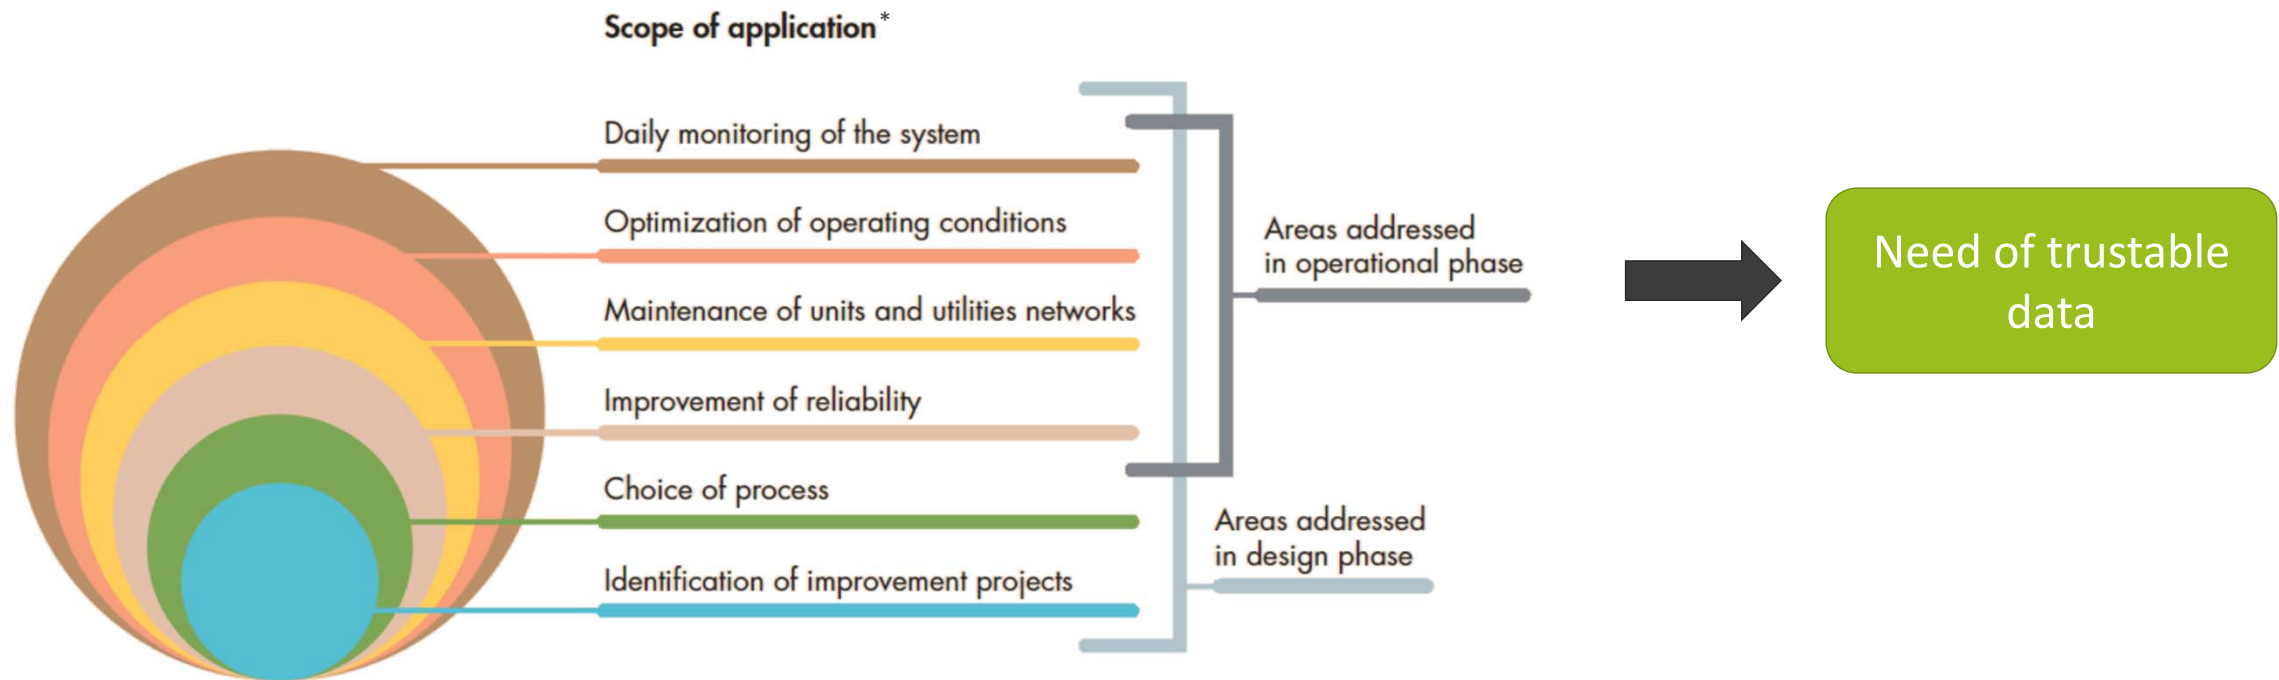 Scope of application*
Daily monitoring of the system
Optimization of operating conditions
Maintenance of units and utilities networks
Improvement of reliability
Choice of process
Identification of improvement projects
Areas addressed
in operational phase
Areas addressed
in design phase
Need of trustable
data